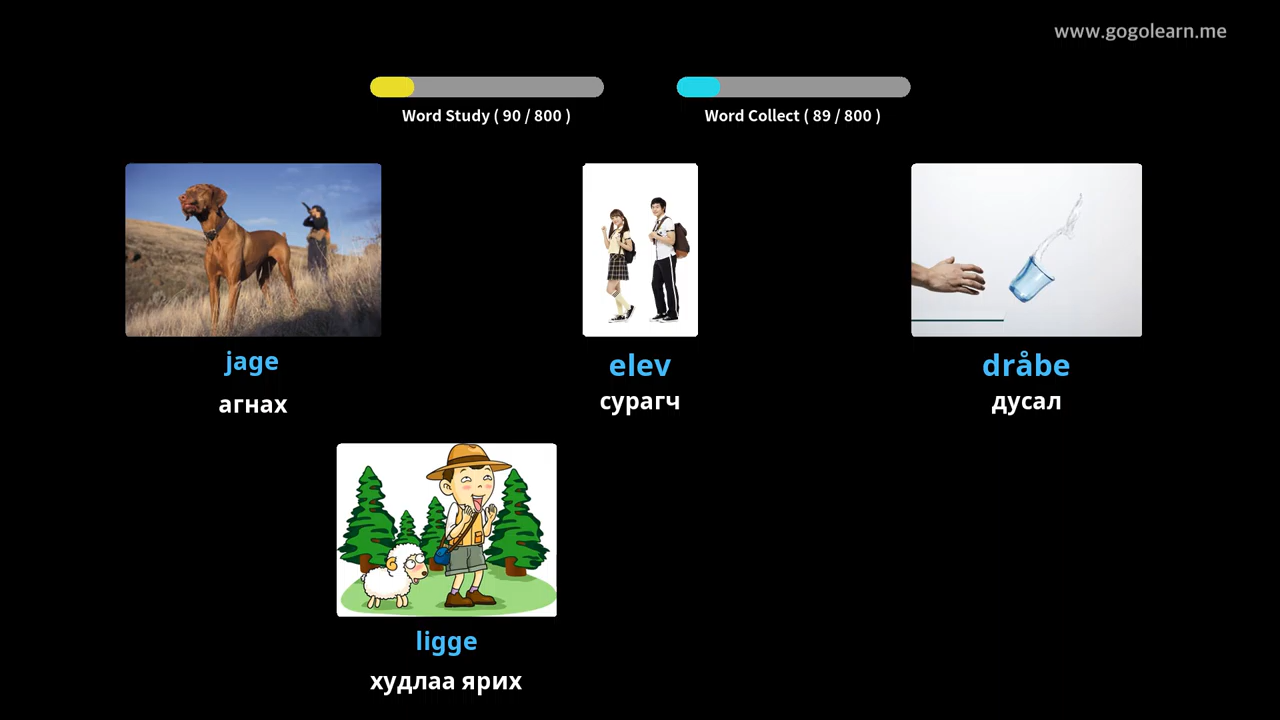 www.gogolearn.me
Word Study ( 90 / 800 )
Word Collect ( 89 / 800 )
jage
агнах
elev
сурагч
dråbe
дусал
ligge
худлаа ярих